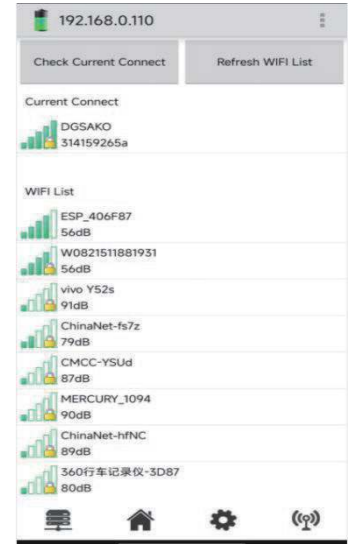 192.168.0.110
Check Current Connect
Refresh WIFI List
Current Connect
DGSAKO
314159265a
WIFI List
ESP_406F87
56dB
W0821511881931
56dB
vivo Y52s
91dB
ChinaNet-fs7z
79dB
CMCC-YSUd
87dB
MERCURY_1094
90dB
ChinaNet-hfNC
89dB
360行车记录仪-3D87
80dB